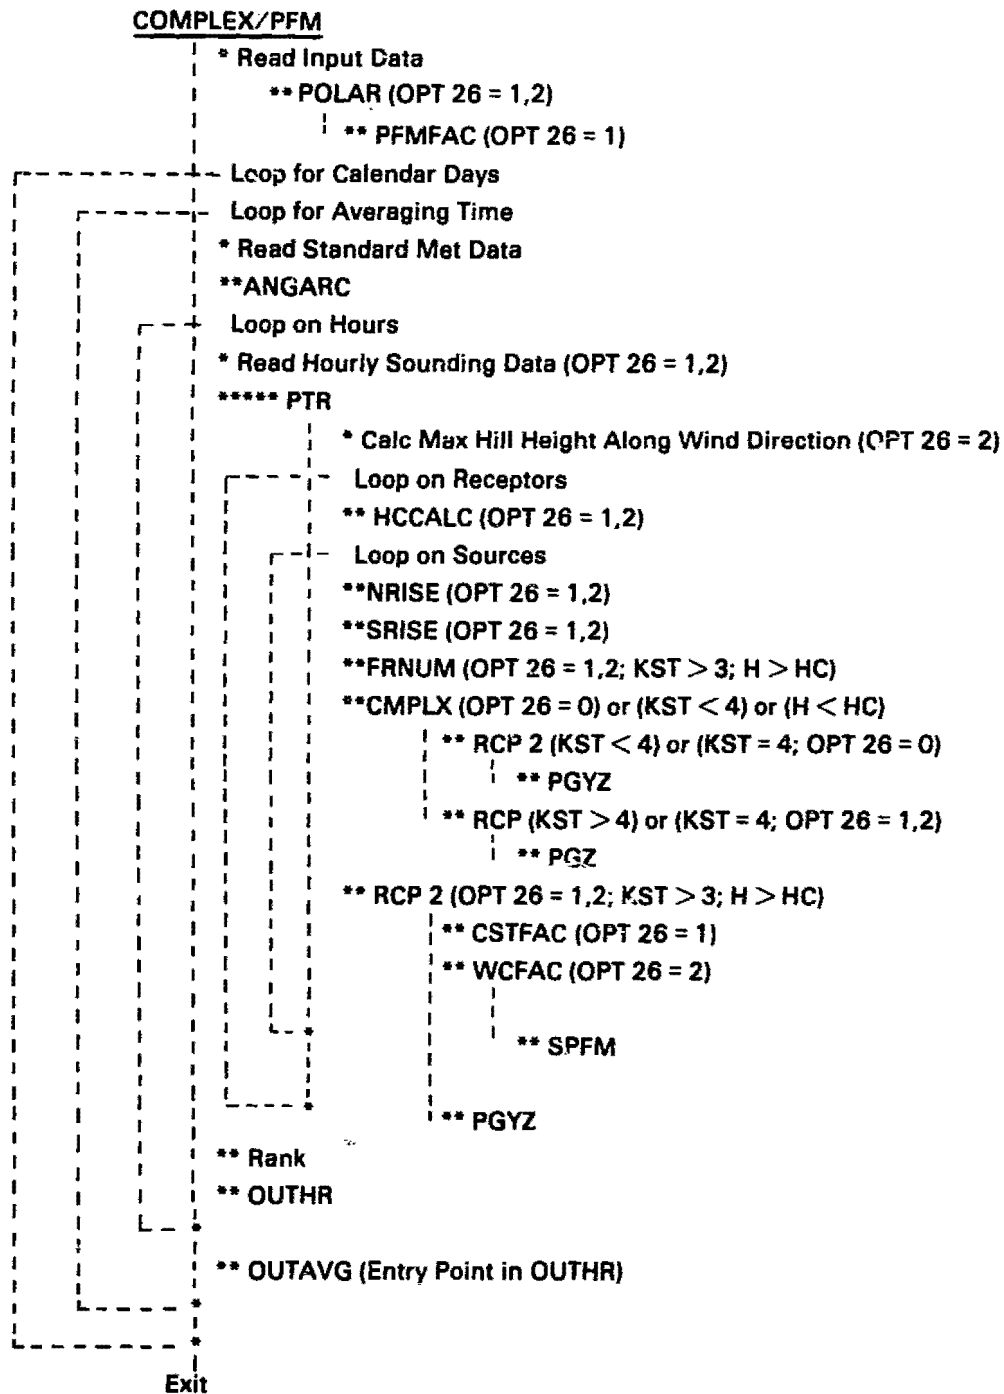 COMPLEX/PFM
* Read Input Data
** POLAR (OPT 26 = 1,2)
** PFMFAC (OPT 26 = 1)
Loop for Calendar Days
Loop for Averaging Time
* Read Standard Met Data
**ANGARC
Loop on Hours
* Read Hourly Sounding Data (OPT 26 = 1,2)
***** PTR
* Calc Max Hill Height Along Wind Direction (OPT 26 = 2)
Loop on Receptors
** HCCALC (OPT 26 = 1,2)
Loop on Sources
**NRISE (OPT 26 = 1,2)
**SRISE (OPT 26 = 1,2)
**FRNUM (OPT 26 = 1,2; KST > 3; H > HC)
**CMPLX (OPT 26 = 0) or (KST < 4) or (H < HC)
** RCP 2 (KST < 4) or (KST = 4; OPT 26 = 0)
** PGYZ
** RCP (KST > 4) or (KST = 4; OPT 26 = 1,2)
** PGZ
** RCP 2 (OPT 26 = 1,2; KST > 3; H > HC)
** CSTFAC (OPT 26 = 1)
** WCFAC (OPT 26 = 2)
** SPFM
** PGYZ
** Rank
** OUTHR
** OUTAVG (Entry Point in OUTHR)
Exit